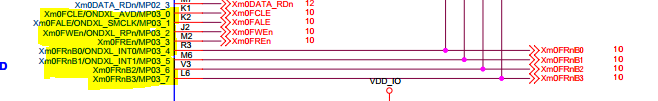 Xm0DATA_RDn/MP02_3 Xm0DATA_RDn 12
Xm0FCLE/ONDXL_AVD/MP03_0 K1 Xm0FCLE 10
Xm0FALE/ONDXL_SMCLK/MP03_1 K2 Xm0FALE 10
Xm0FWEn/ONDXL_RPn/MP03_2 J2 Xm0FWEn 10
Xm0FREn/MP03_3 M2 Xm0FREn 10
Xm0FRnB0/ONDXL_INT0/MP03_4 R3 Xm0FRnB0 10
Xm0FRnB1/ONDXL_INT1/MP03_5 M6 Xm0FRnB1 10
Xm0FRnB2/MP03_6 V3 Xm0FRnB2 10
D Xm0FRnB3/MP03_7 L6 Xm0FRnB3 10
VDD_IO